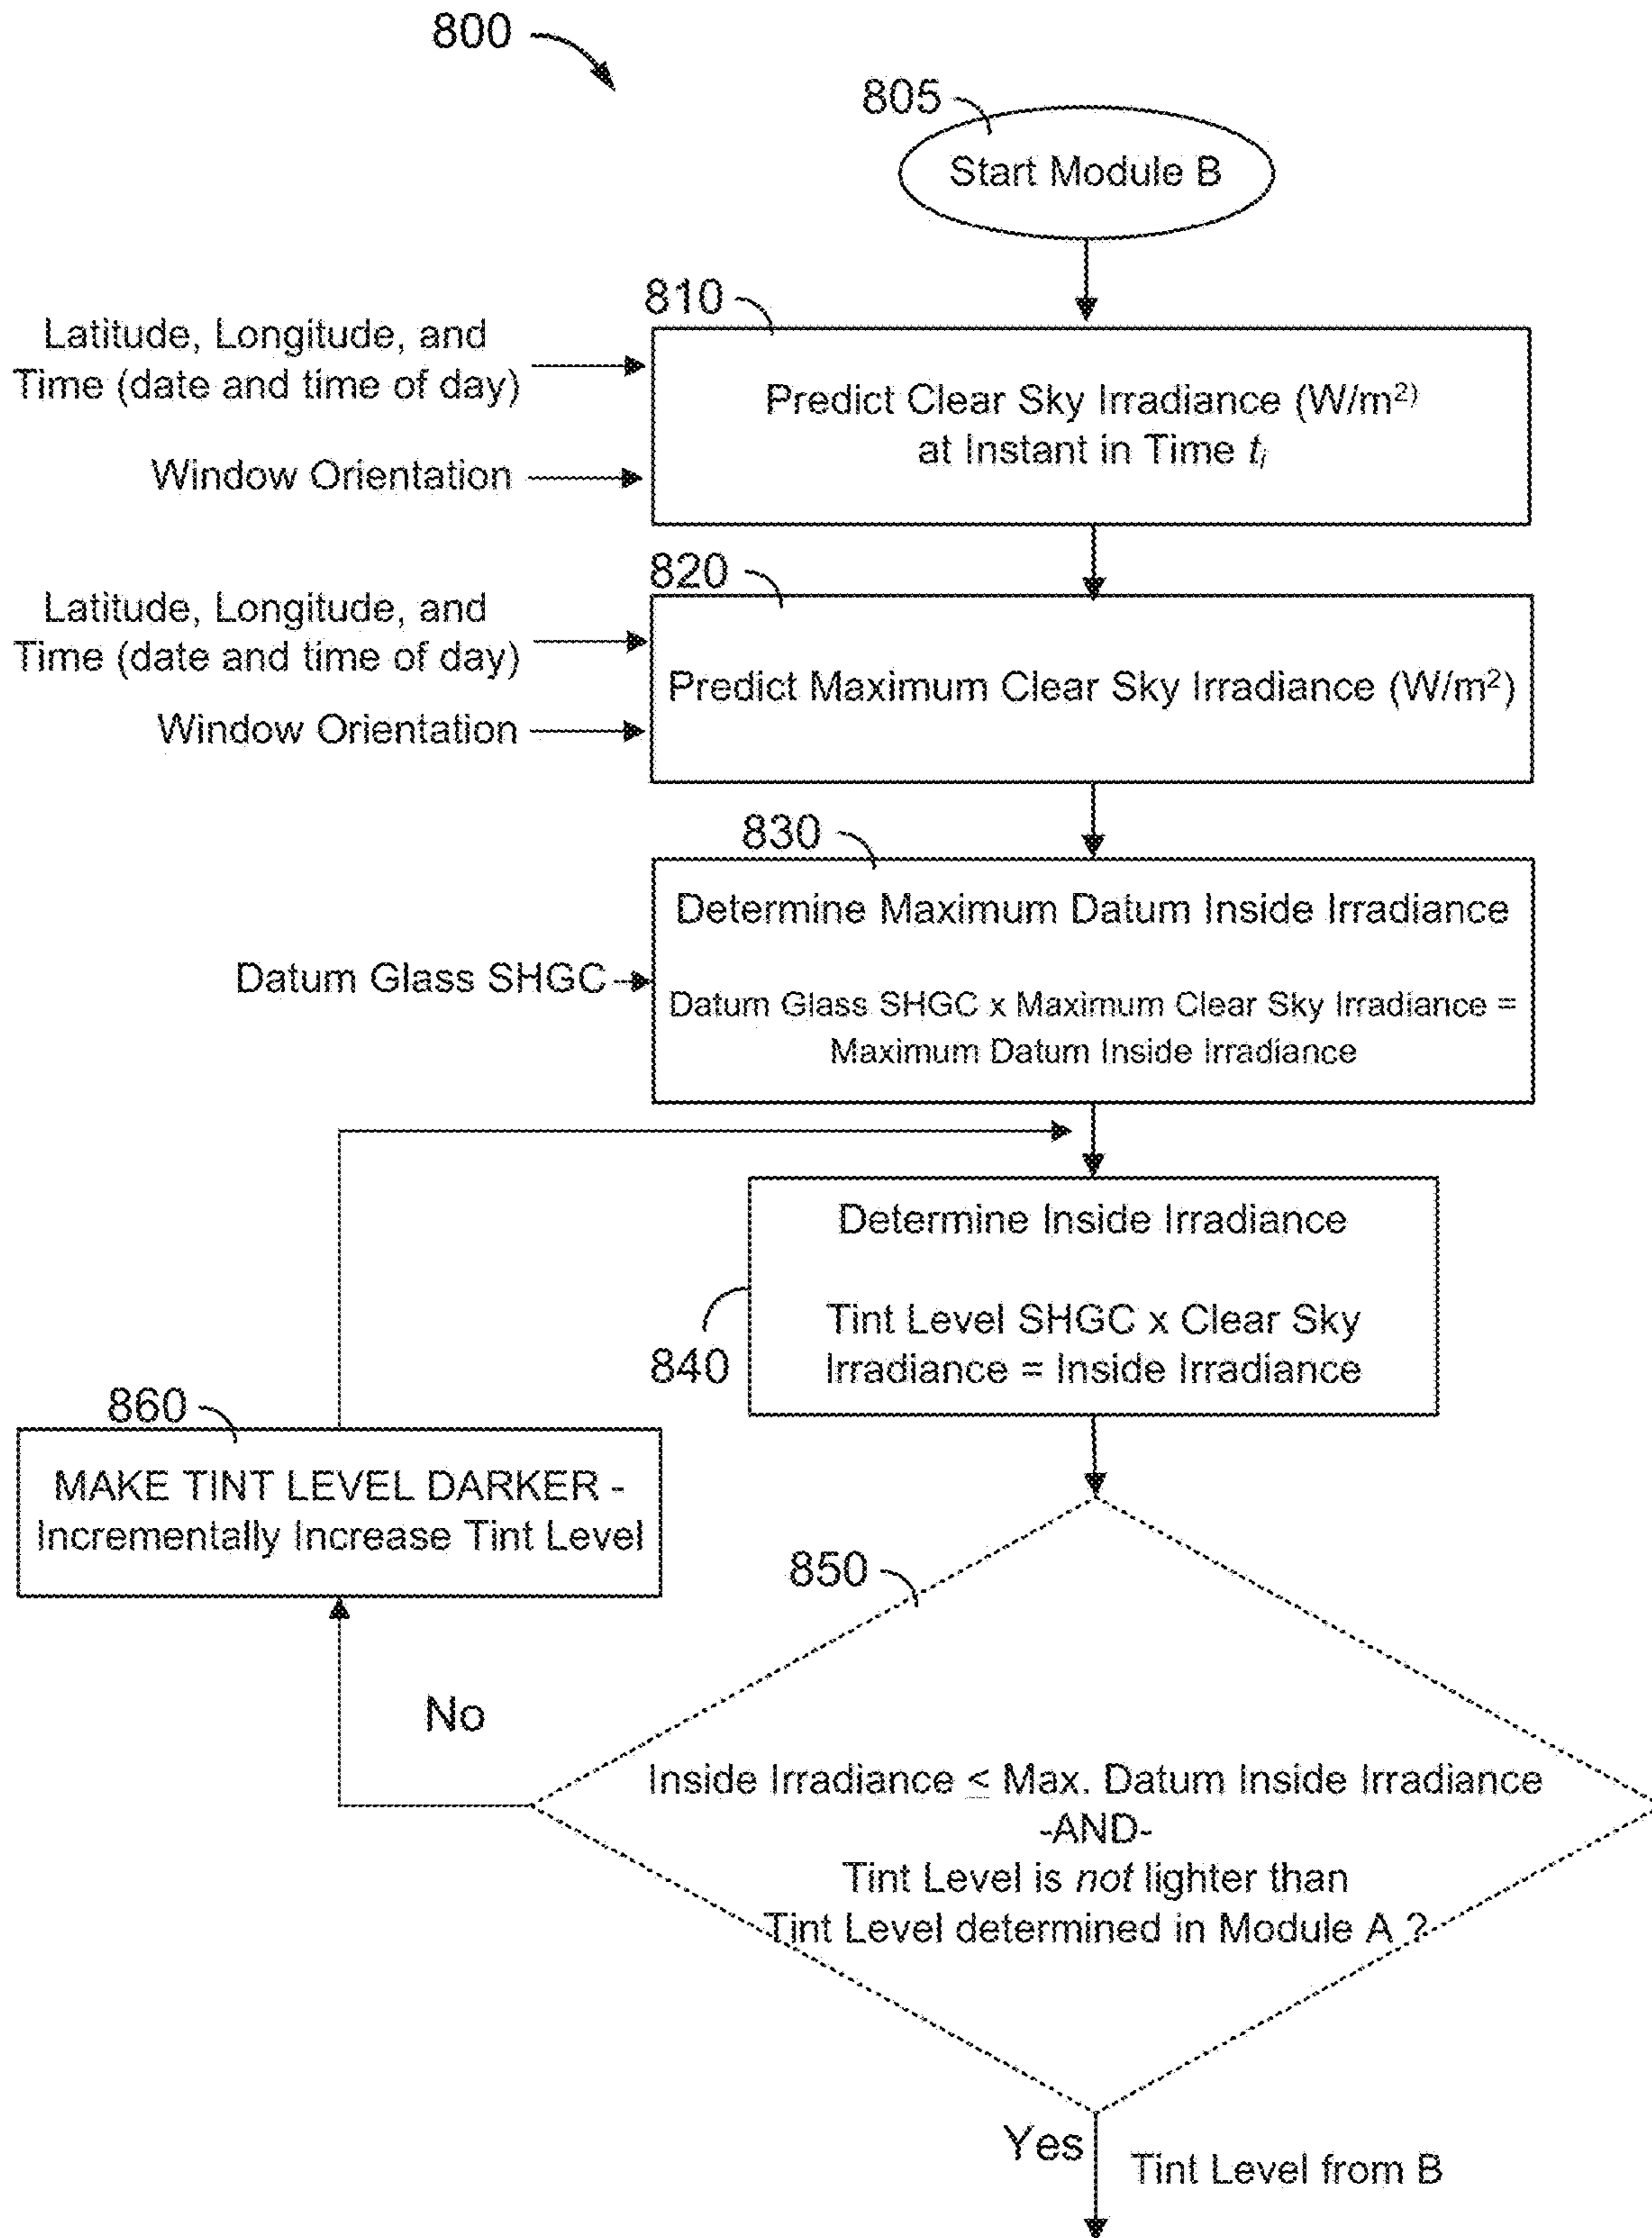 800
805
Start Module B
810
Latitude, Longitude, and
Time (date and time of day)
Window Orientation
Predict Clear Sky Irradiance (W/m²⁾
at Instant in Time tᵢ
820
Latitude, Longitude, and
Time (date and time of day)
Window Orientation
Predict Maximum Clear Sky Irradiance (W/m²)
830
Determine Maximum Datum Inside Irradiance
Datum Glass SHGC
Datum Glass SHGC x Maximum Clear Sky Irradiance =
Maximum Datum Inside Irradiance
Determine Inside Irradiance
Tint Level SHGC x Clear Sky
Irradiance = Inside Irradiance
840
860
MAKE TINT LEVEL DARKER -
Incrementally Increase Tint Level
850
No
Inside Irradiance ≤ Max. Datum Inside Irradiance
-AND-
Tint Level is not lighter than
Tint Level determined in Module A ?
Yes
Tint Level from B